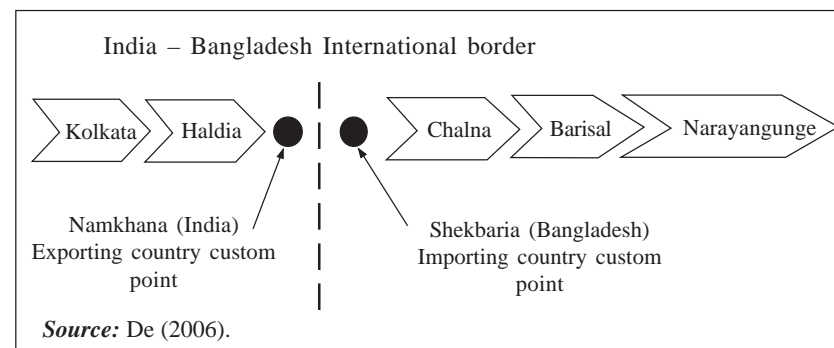 India – Bangladesh International border
Kolkata
Haldia
Chalna
Barisal
Narayangunge
Namkhana (India)
Exporting country custom
point
Shekbaria (Bangladesh)
Importing country custom
point
Source: De (2006).